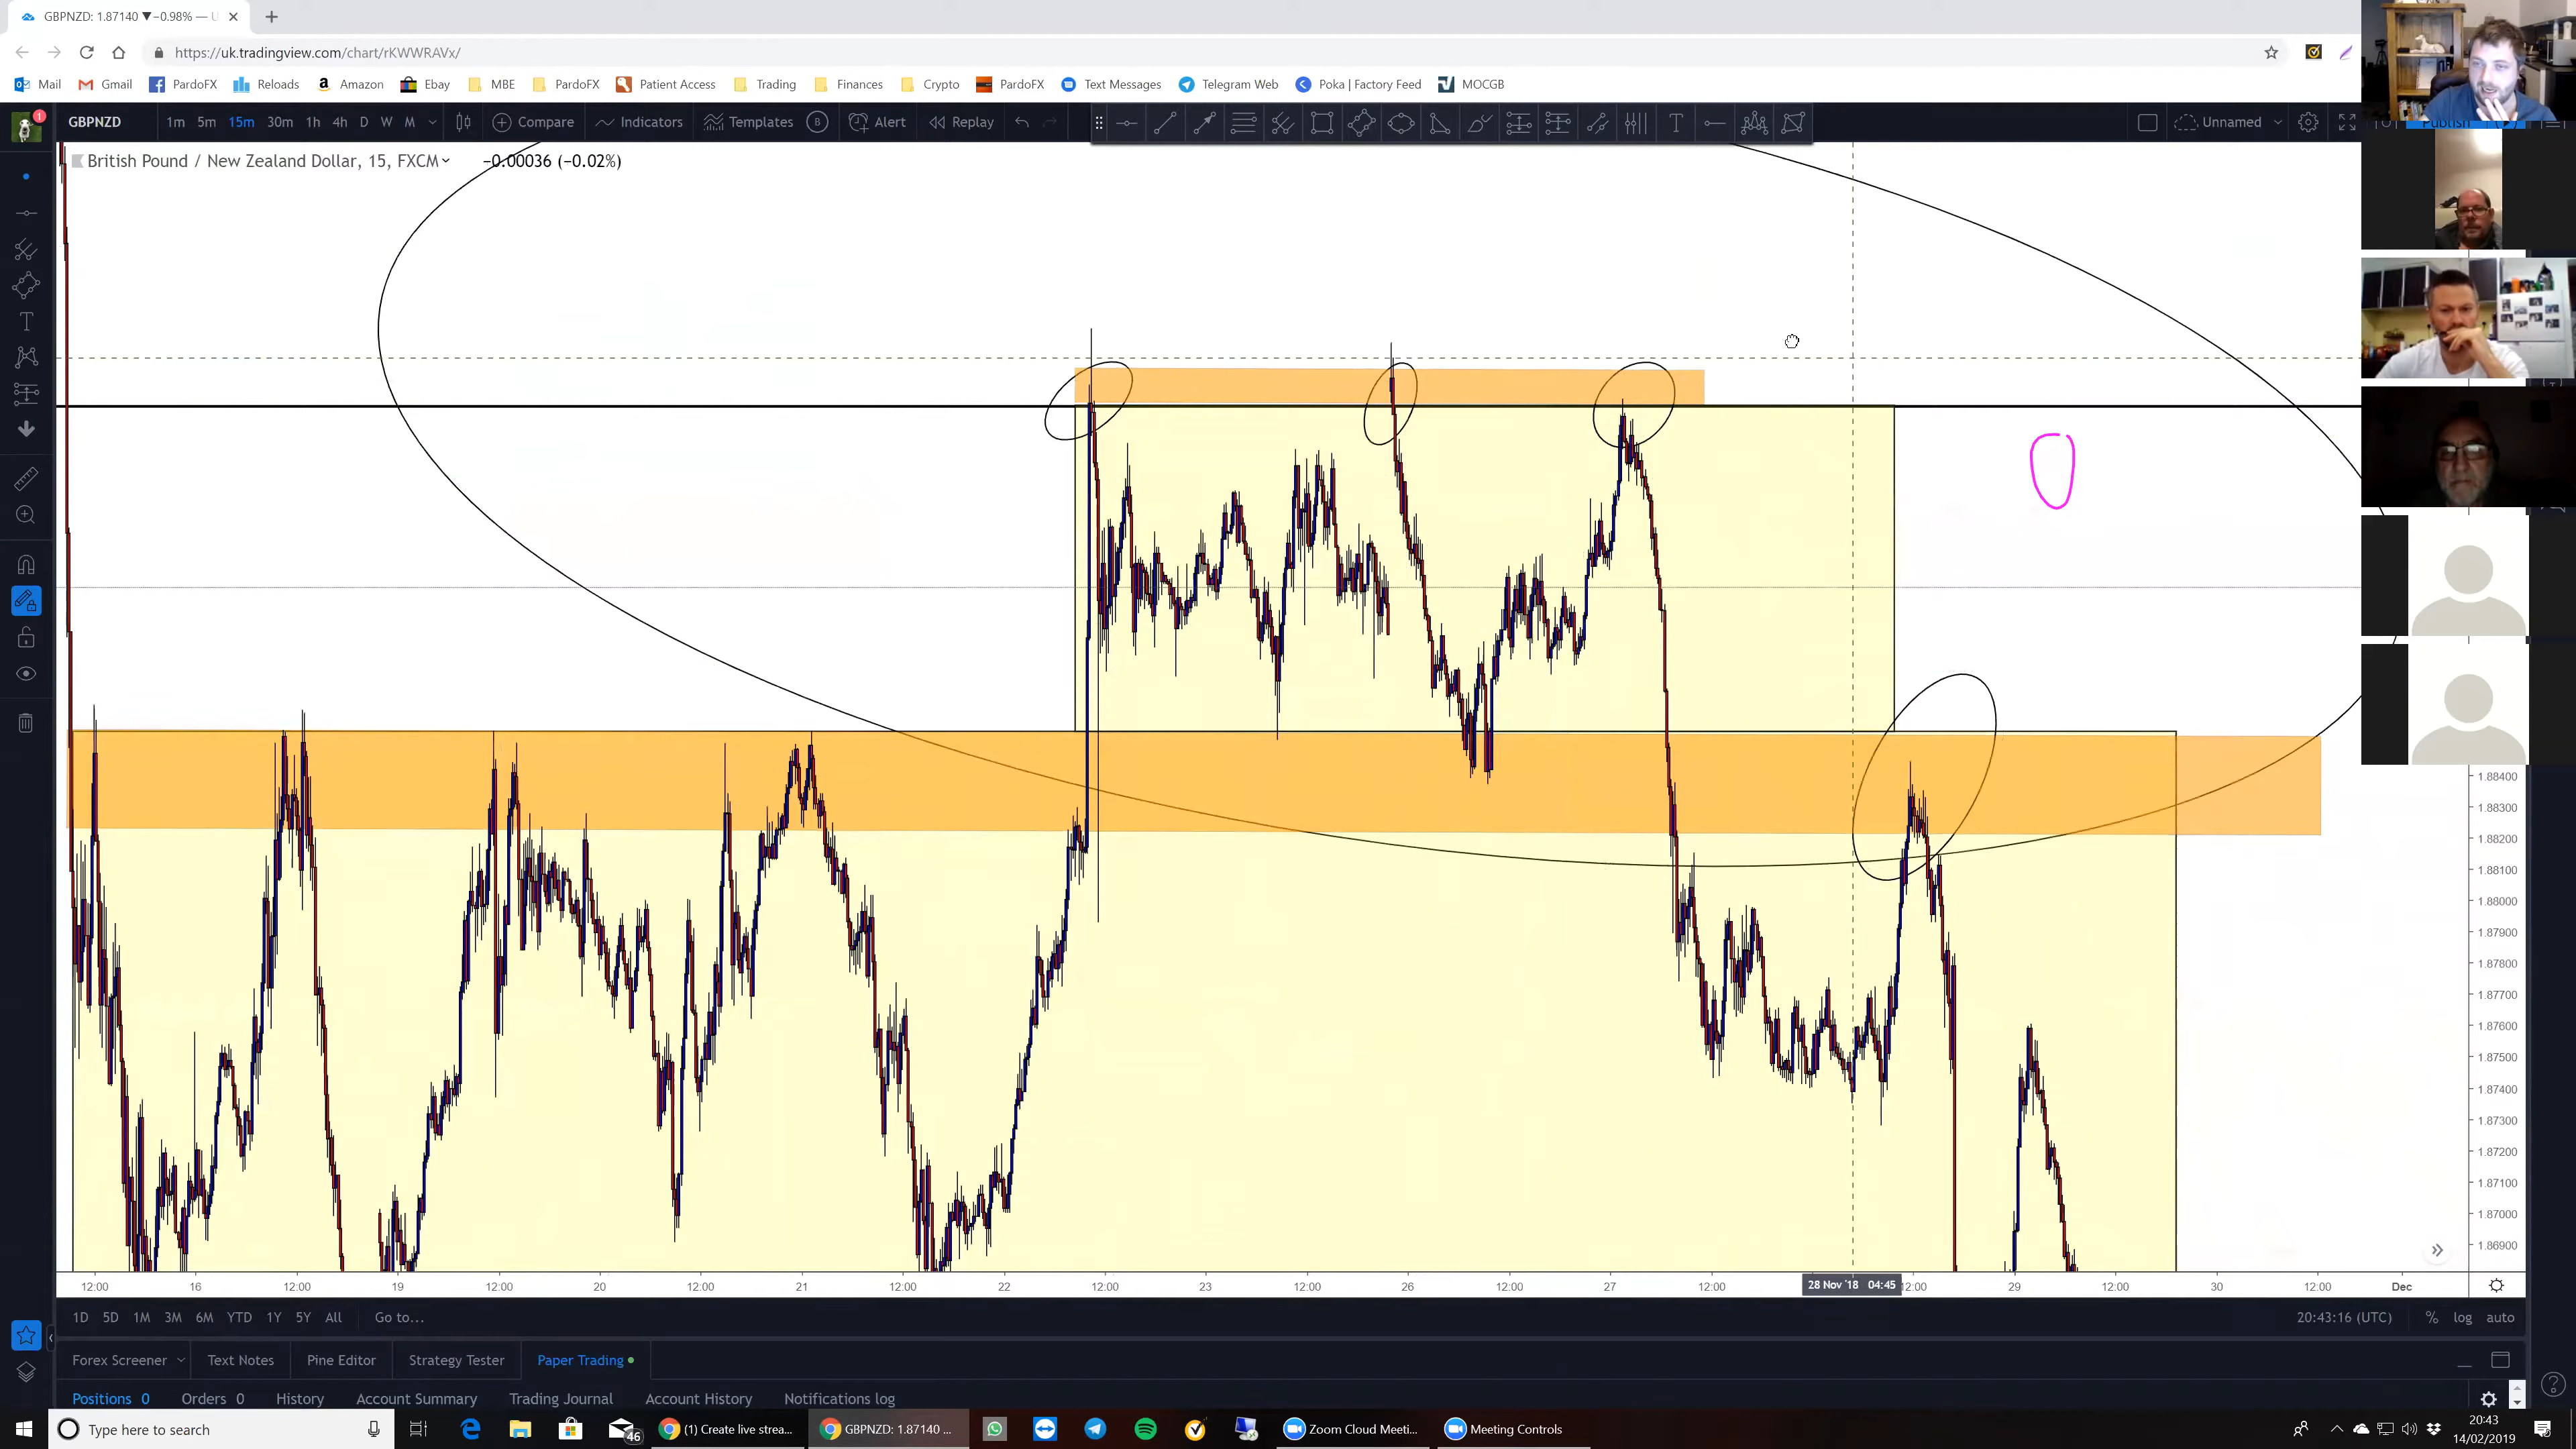 GBPNZD: 1.87140 ▼−0.98% — U
https://uk.tradingview.com/chart/rKWWRAVx/
Mail Gmail PardoFX Reloads Amazon Ebay MBE PardoFX Patient Access Trading Finances Crypto PardoFX Text Messages Telegram Web Poka | Factory Feed MOCGB
1 GBPNZD 1m 5m 15m 30m 1h 4h D W M Compare Indicators Templates B Alert Replay Unnamed Publish
British Pound / New Zealand Dollar, 15, FXCM −0.00036 (−0.02%)
1.88400
1.88300
1.88200
1.88100
1.88000
1.87900
1.87800
1.87700
1.87600
1.87500
1.87400
1.87300
1.87200
1.87100
1.87000
1.86900
12:00 16 12:00 19 12:00 20 12:00 21 12:00 22 12:00 23 12:00 26 12:00 27 12:00 28 Nov '18 04:45 12:00 29 12:00 30 12:00 Dec
1D 5D 1M 3M 6M YTD 1Y 5Y All Go to... 20:43:16 (UTC) % log auto
Forex Screener Text Notes Pine Editor Strategy Tester Paper Trading
Positions 0 Orders 0 History Account Summary Trading Journal Account History Notifications log
Type here to search 46 (1) Create live strea... GBPNZD: 1.87140 ... Zoom Cloud Meeti... Meeting Controls 20:43
14/02/2019